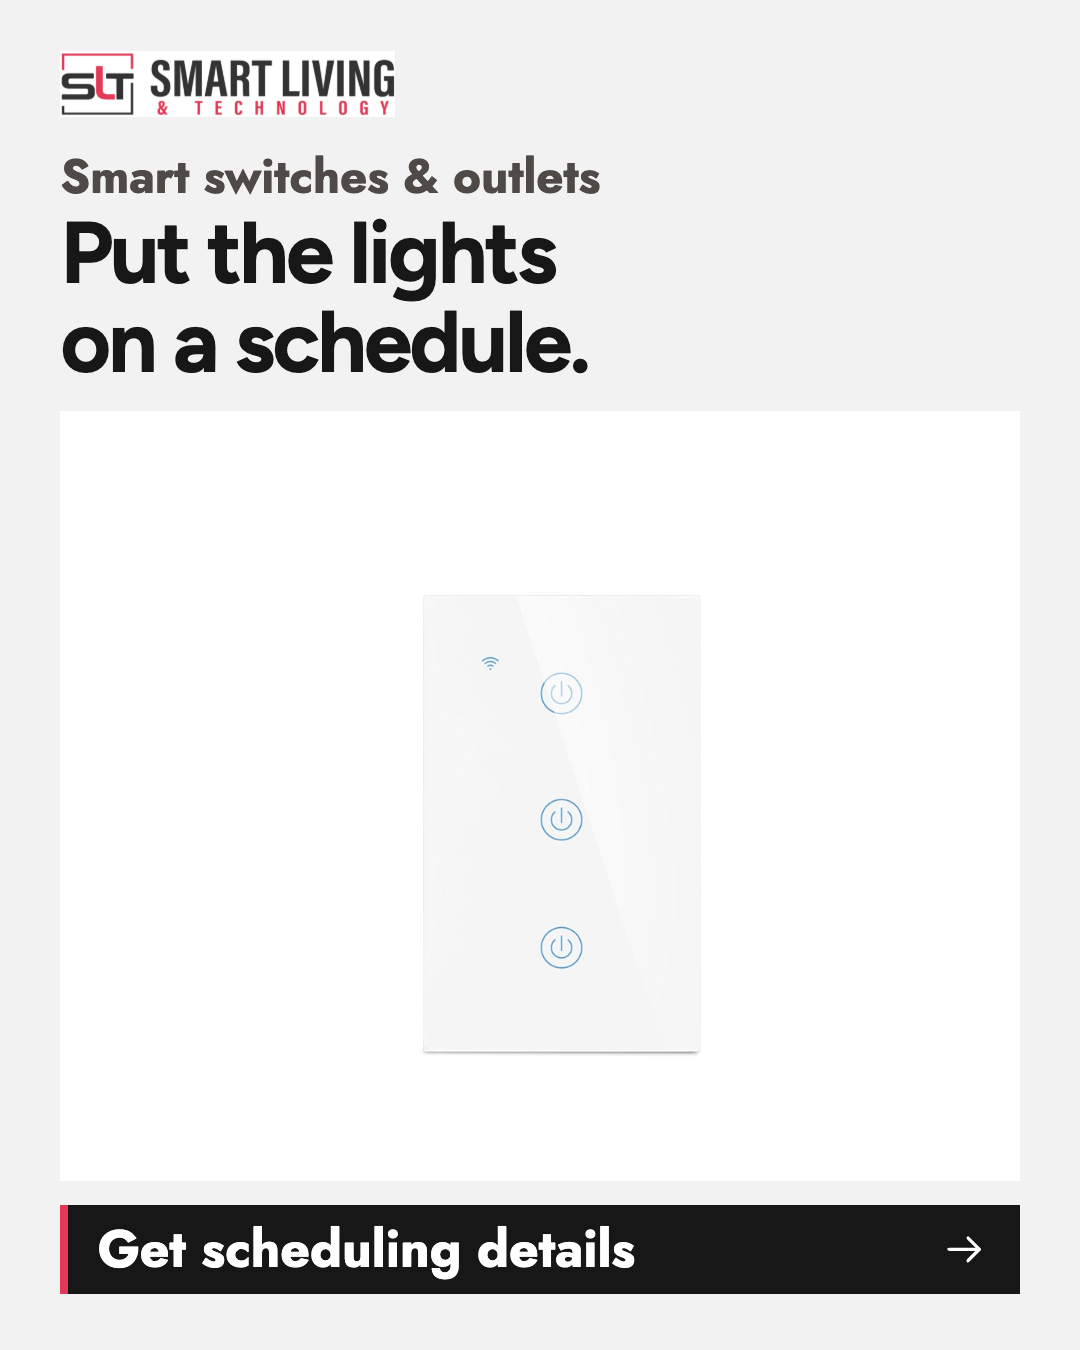 SLT
SMART LIVING
& TECHNOLOGY
Smart switches & outlets
Put the lights
on a schedule.
Get scheduling details